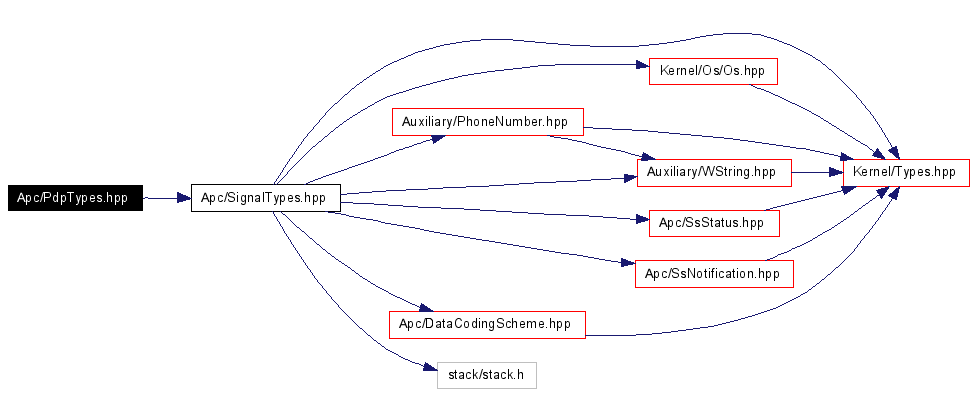 Kernel/Os/Os.hpp
Auxiliary/PhoneNumber.hpp
Auxiliary/WString.hpp
Kernel/Types.hpp
Apc/PdpTypes.hpp
Apc/SignalTypes.hpp
Apc/SsStatus.hpp
Apc/SsNotification.hpp
Apc/DataCodingScheme.hpp
stack/stack.h